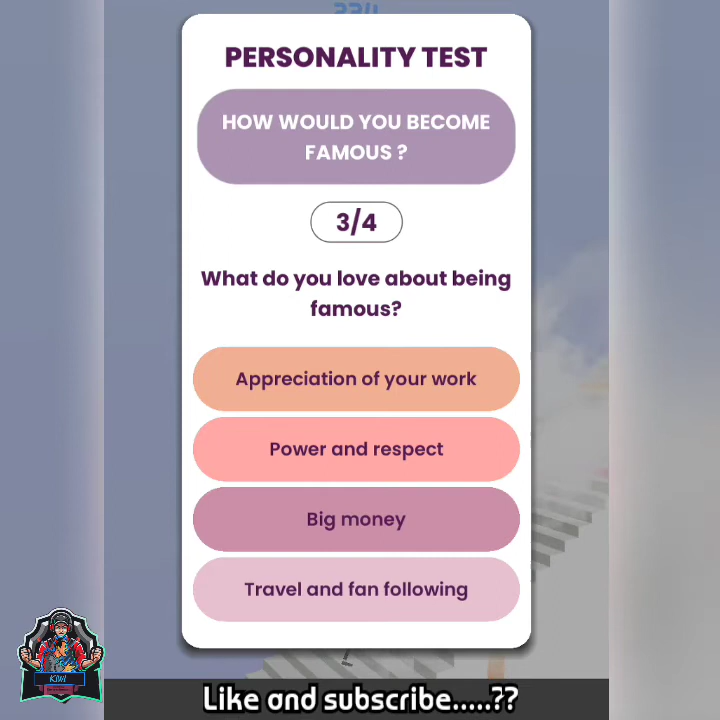 PERSONALITY TEST
HOW WOULD YOU BECOME
FAMOUS ?
3/4
What do you love about being
famous?
Appreciation of your work
Power and respect
Big money
Travel and fan following
KIWI
Like and subscribe.....??